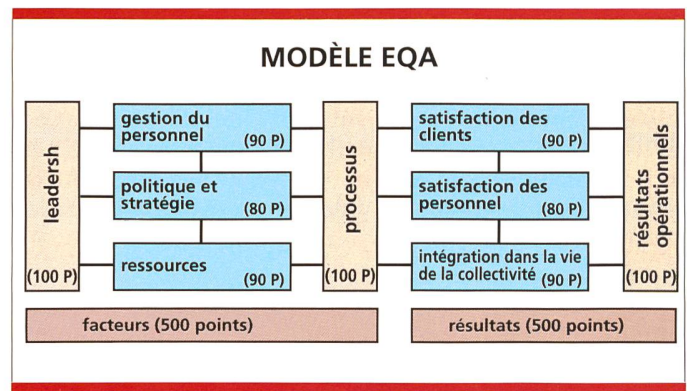 MODÈLE EQA
leadersh
(100 P)
gestion du
personnel
(90 P)
politique et
stratégie
(80 P)
ressources
(90 P)
processus
(100 P)
satisfaction des
clients
(90 P)
satisfaction des
personnel
(80 P)
intégration dans la vie
de la collectivité (90 P)
résultats
opérationnels
(100 P)
facteurs (500 points)
résultats (500 points)